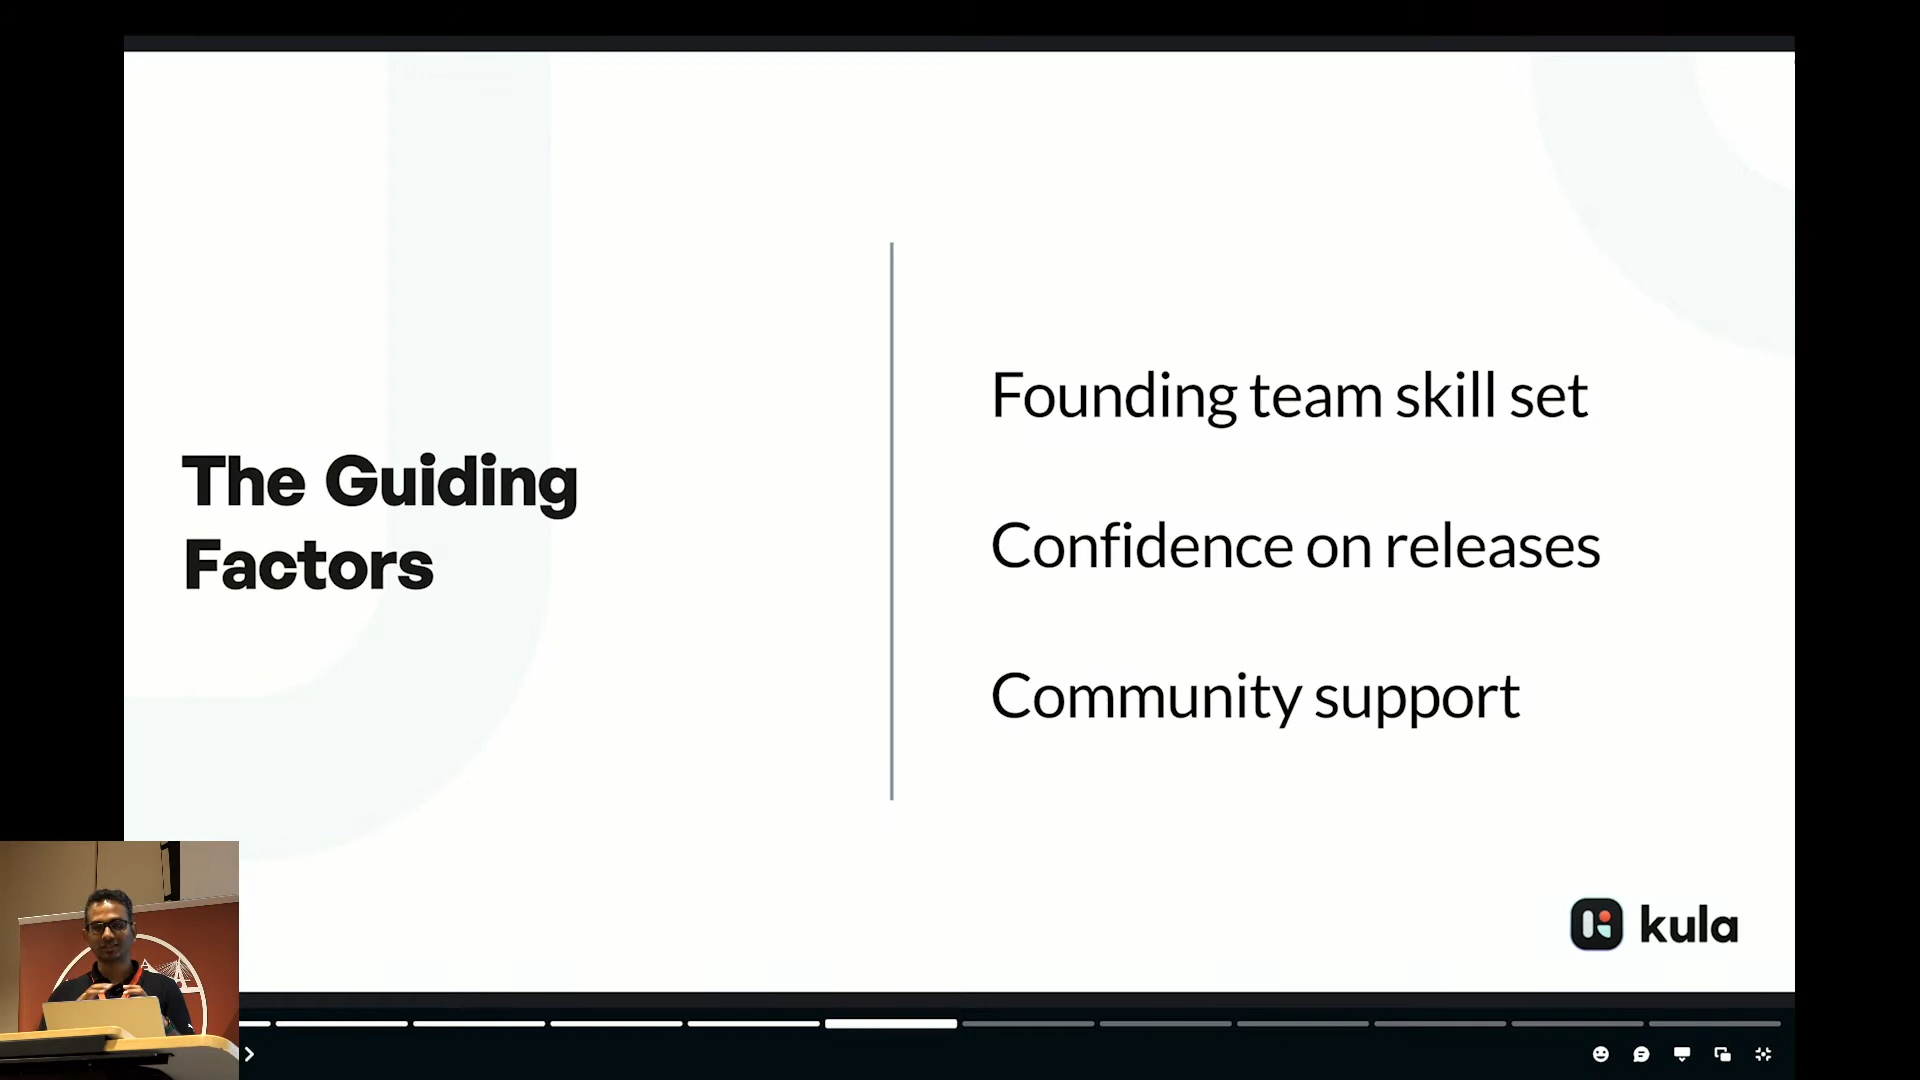 The Guiding
Factors
Founding team skill set
Confidence on releases
Community support
kula